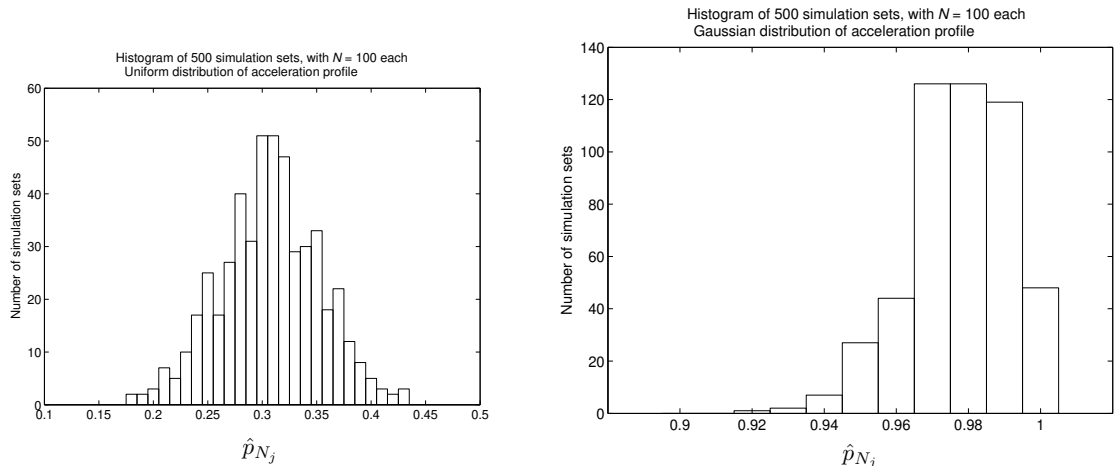 Histogram of 500 simulation sets, with N = 100 each
Uniform distribution of acceleration profile
60
50
40
30
20
10
0
Number of simulation sets
0.1 0.15 0.2 0.25 0.3 0.35 0.4 0.45 0.5
p̂_{N_j}
Histogram of 500 simulation sets, with N = 100 each
Gaussian distribution of acceleration profile
140
120
100
80
60
40
20
0
Number of simulation sets
0.9 0.92 0.94 0.96 0.98 1
p̂_{N_j}